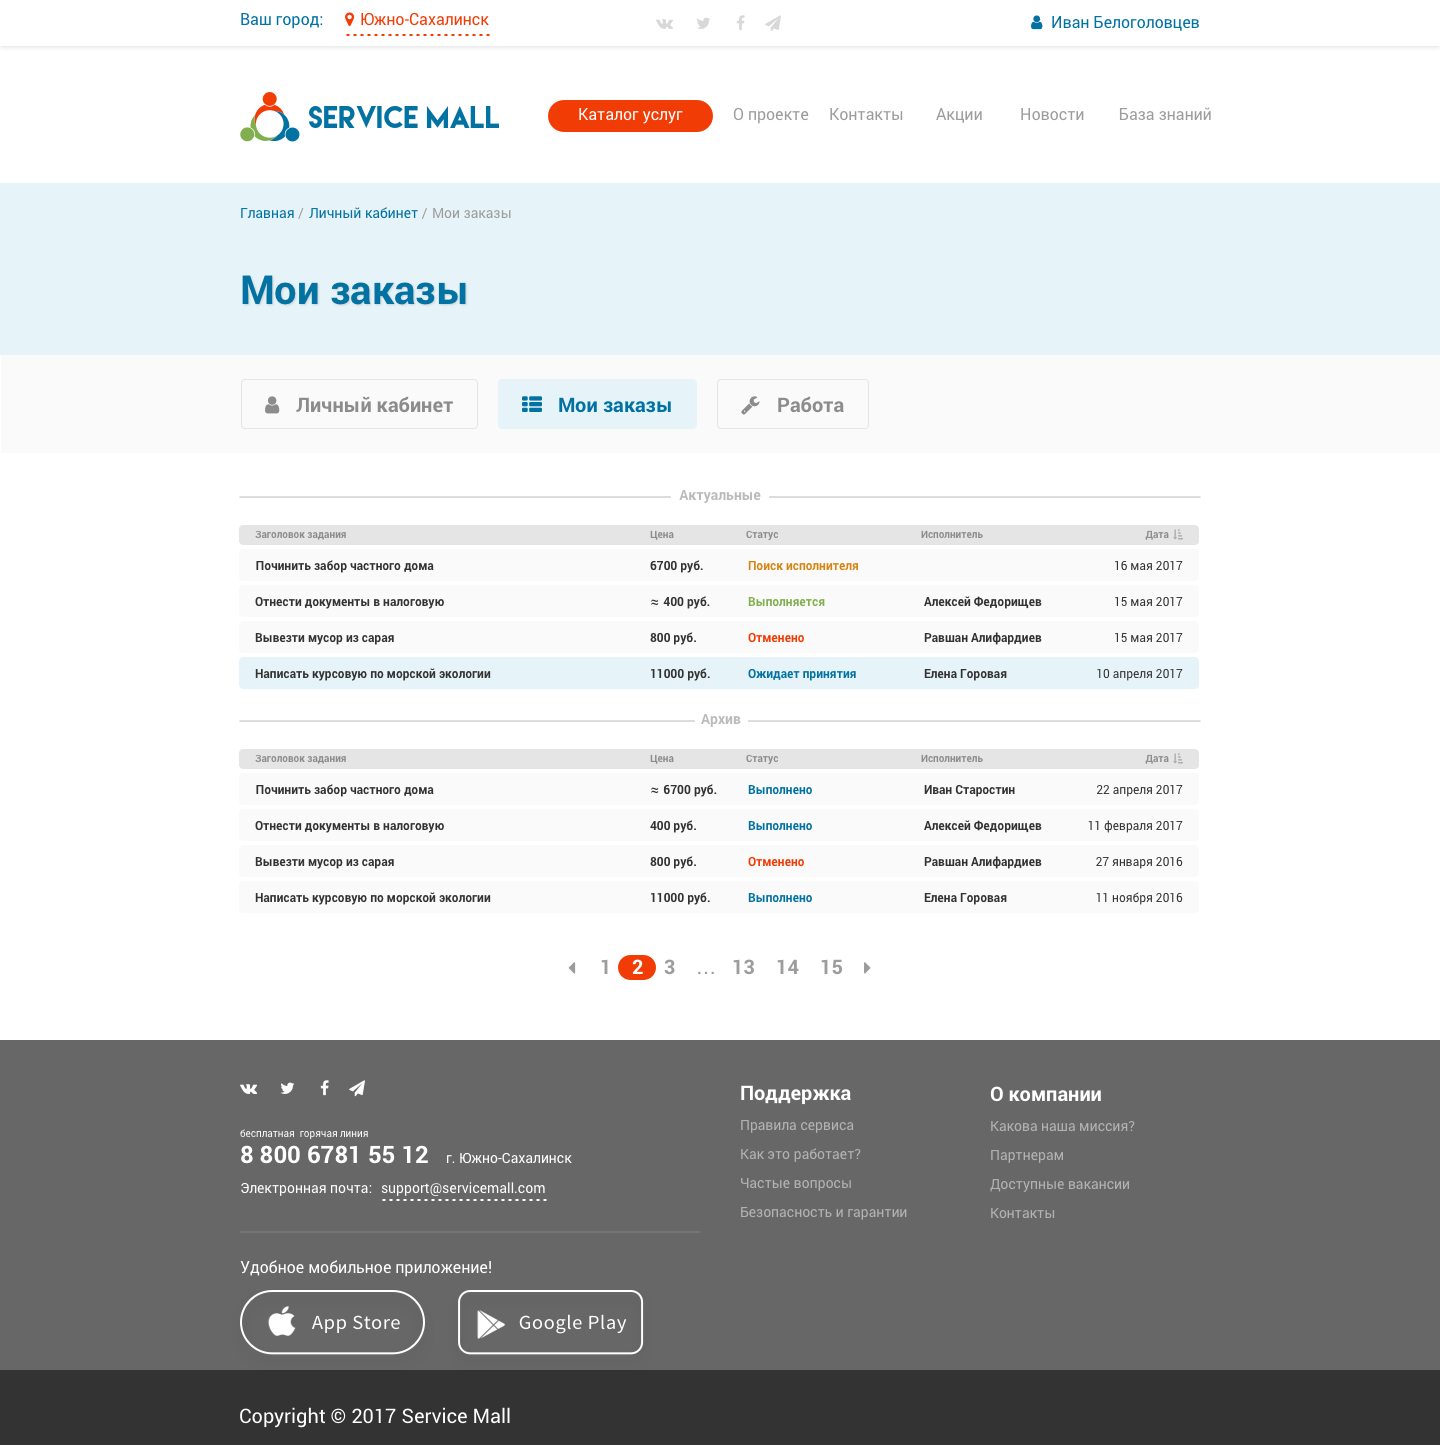 Ваш город: Южно-Сахалинск
Иван Белоголовцев
SERVICE MALL
Каталог услуг О проекте Контакты Акции Новости База знаний
Главная / Личный кабинет / Мои заказы
Мои заказы
Личный кабинет Мои заказы Работа
Актуальные
Заголовок задания Цена Статус Исполнитель Дата
Починить забор частного дома 6700 руб. Поиск исполнителя 16 мая 2017
Отнести документы в налоговую ≈ 400 руб. Выполняется Алексей Федорищев 15 мая 2017
Вывезти мусор из сарая 800 руб. Отменено Равшан Алифардиев 15 мая 2017
Написать курсовую по морской экологии 11000 руб. Ожидает принятия Елена Горовая 10 апреля 2017
Архив
Заголовок задания Цена Статус Исполнитель Дата
Починить забор частного дома ≈ 6700 руб. Выполнено Иван Старостин 22 апреля 2017
Отнести документы в налоговую 400 руб. Выполнено Алексей Федорищев 11 февраля 2017
Вывезти мусор из сарая 800 руб. Отменено Равшан Алифардиев 27 января 2016
Написать курсовую по морской экологии 11000 руб. Выполнено Елена Горовая 11 ноября 2016
1 2 3 ... 13 14 15
бесплатная горячая линия
8 800 6781 55 12 г. Южно-Сахалинск
Электронная почта: support@servicemall.com
Удобное мобильное приложение!
App Store Google Play
Поддержка
Правила сервиса
Как это работает?
Частые вопросы
Безопасность и гарантии
О компании
Какова наша миссия?
Партнерам
Доступные вакансии
Контакты
Copyright © 2017 Service Mall